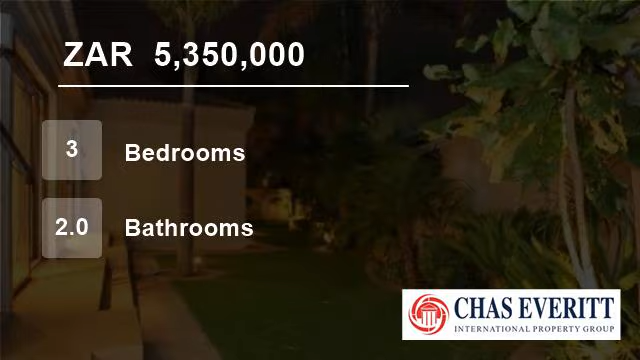 ZAR 5,350,000
3 Bedrooms
2.0 Bathrooms
CHAS EVERITT
INTERNATIONAL PROPERTY GROUP